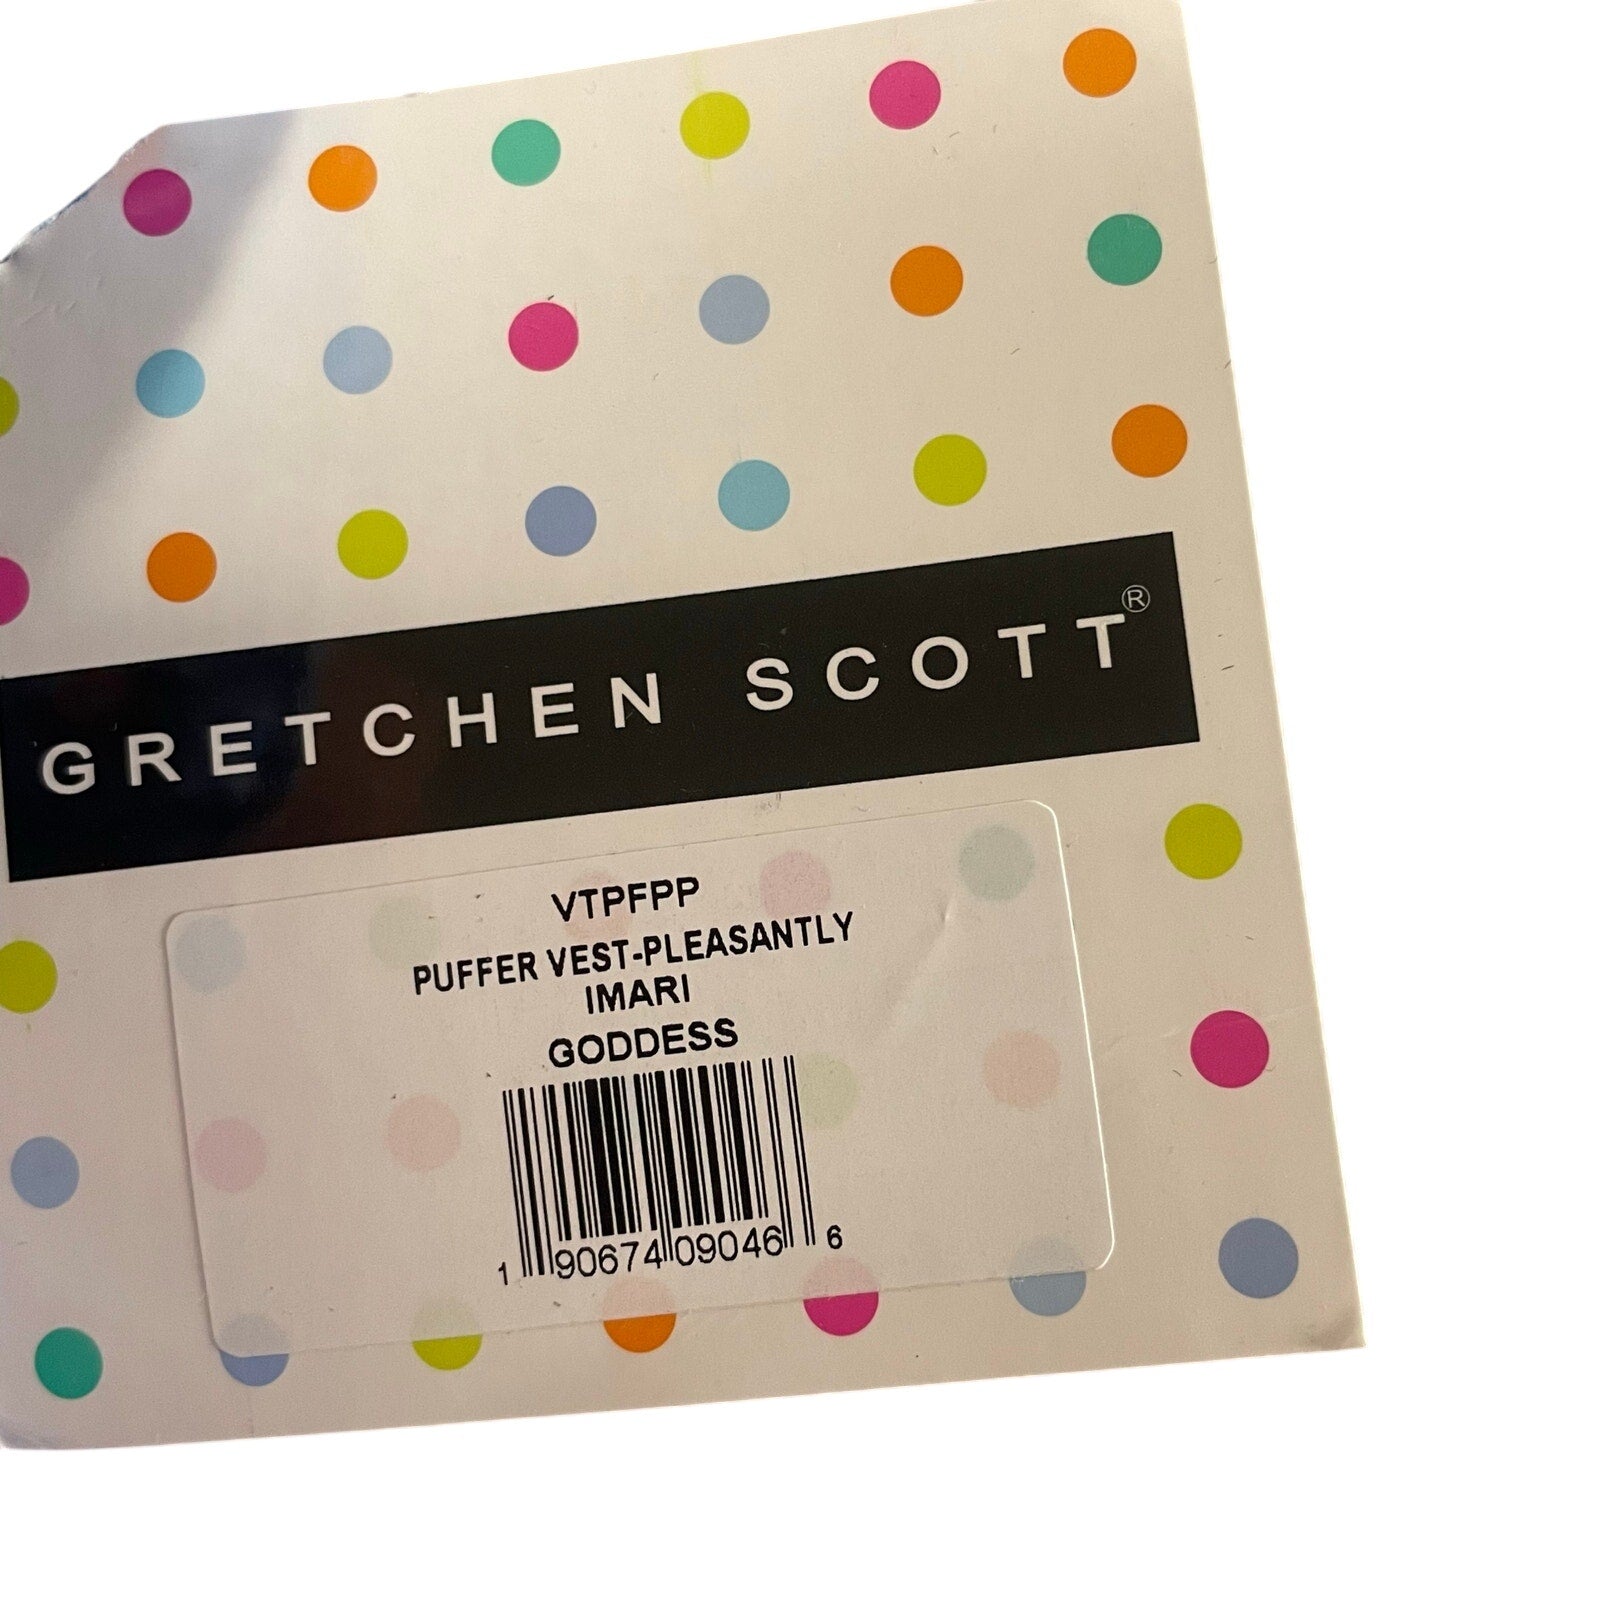 GRETCHEN SCOTT®
VTPFPP
PUFFER VEST-PLEASANTLY
IMARI
GODDESS
1 90674 09046 6